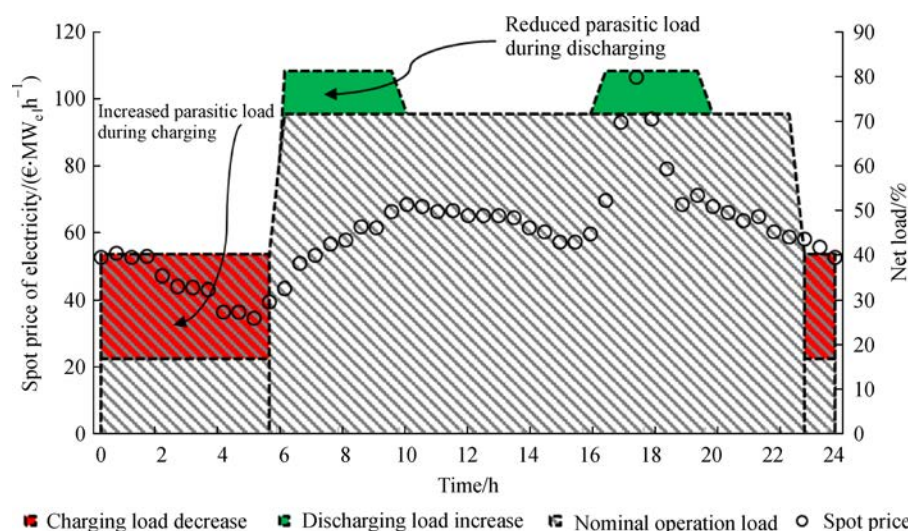 Spot price of electricity/(€·MW_el h⁻¹)
120
100
80
60
40
20
0
Reduced parasitic load
during discharging
Increased parasitic load
during charging
90
80
70
60
50
40
30
20
10
0
Net load/%
0 2 4 6 8 10 12 14 16 18 20 22 24
Time/h
Charging load decrease Discharging load increase Nominal operation load Spot price